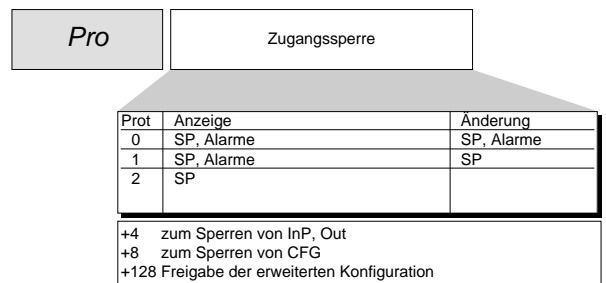 Pro Zugangssperre
Prot Anzeige Änderung
0 SP, Alarme SP, Alarme
1 SP, Alarme SP
2 SP
+4 zum Sperren von InP, Out
+8 zum Sperren von CFG
+128 Freigabe der erweiterten Konfiguration